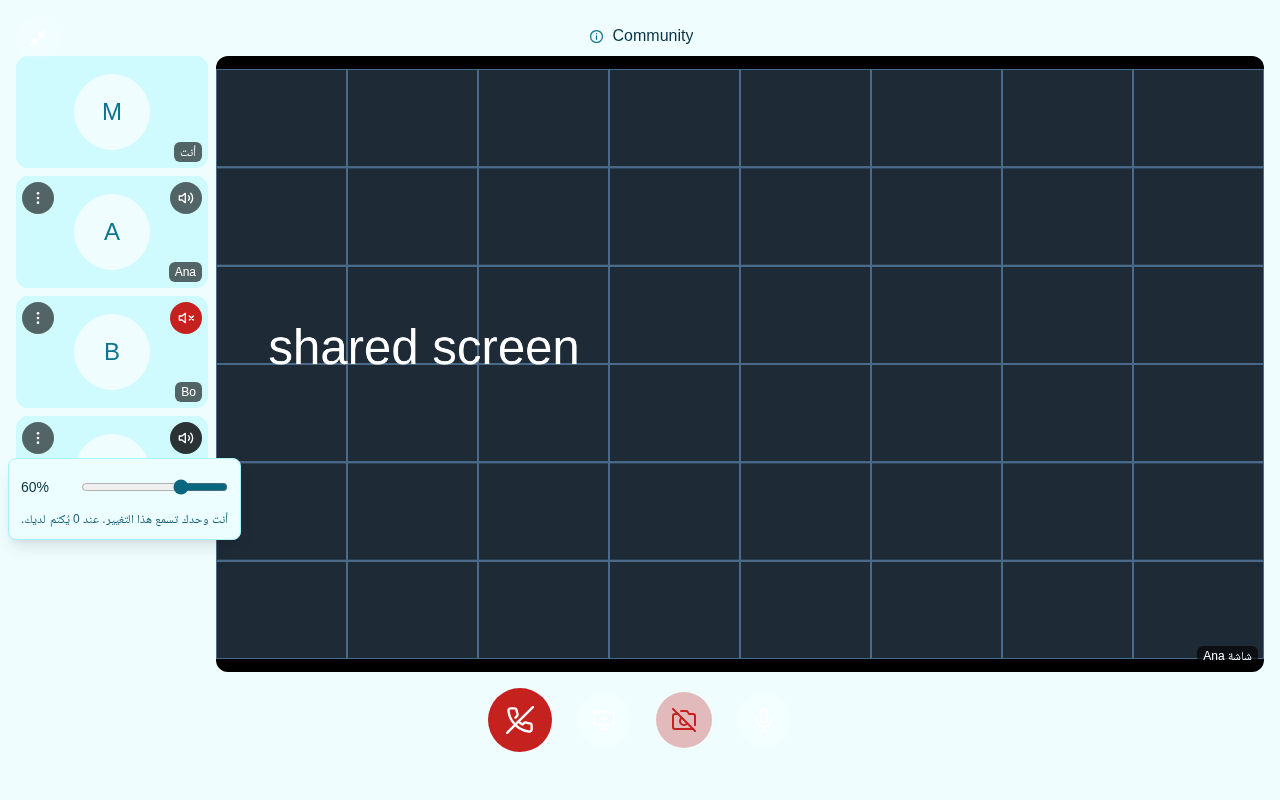 Community
M
أنت
A
Ana
B
Bo
60%
أنت وحدك تسمع هذا التغيير. عند 0 يُكتم لديك.
shared screen
شاشة Ana